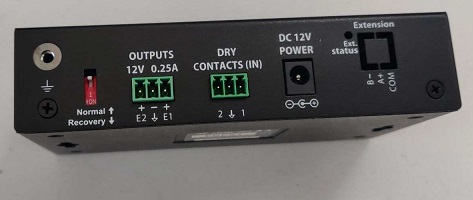 OUTPUTS
12V 0.25A
+ − +
E2 E1
DRY
CONTACTS (IN)
2 1
DC 12V
POWER
Extension
Ext.
status
B−
A+
COM
1
ON
Normal ↑
Recovery ↓